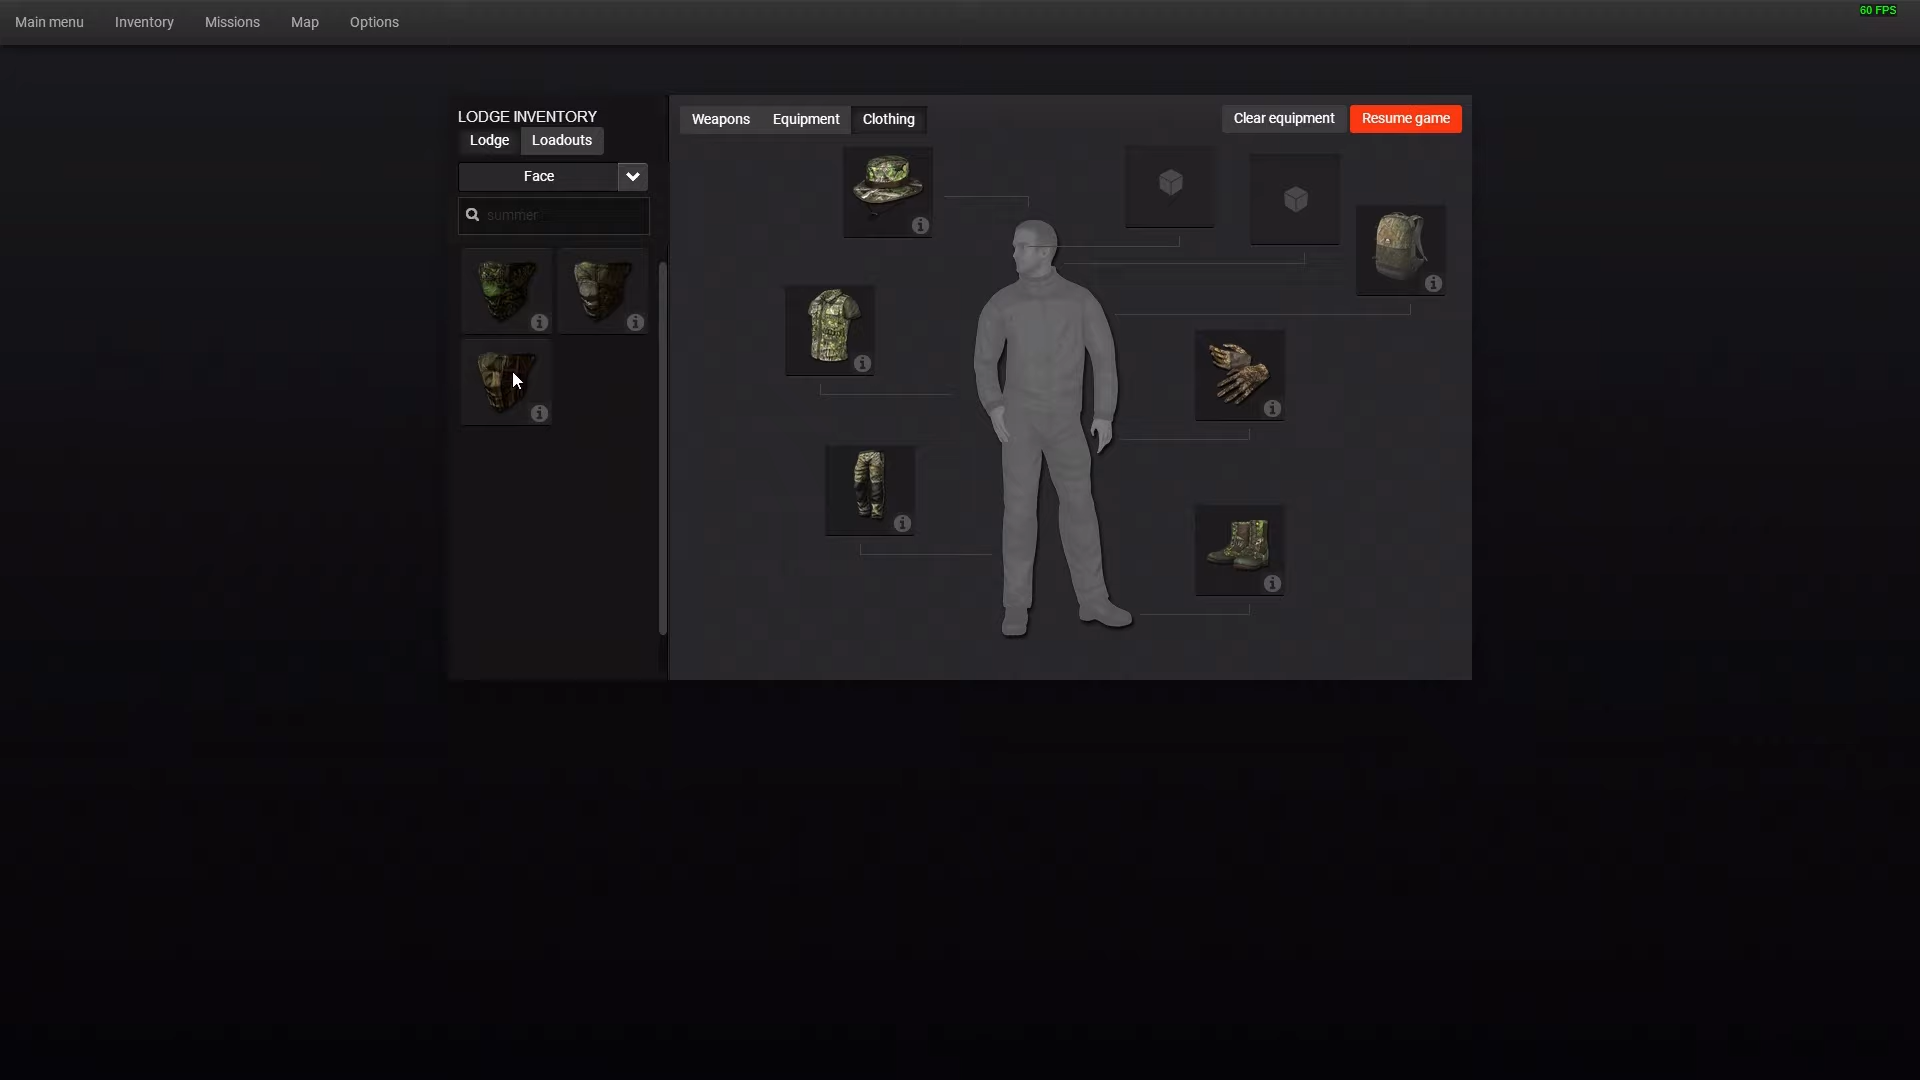 Main menu Inventory Missions Map Options
60 FPS
LODGE INVENTORY
Lodge Loadouts
Face
summer
Weapons Equipment Clothing
Clear equipment Resume game